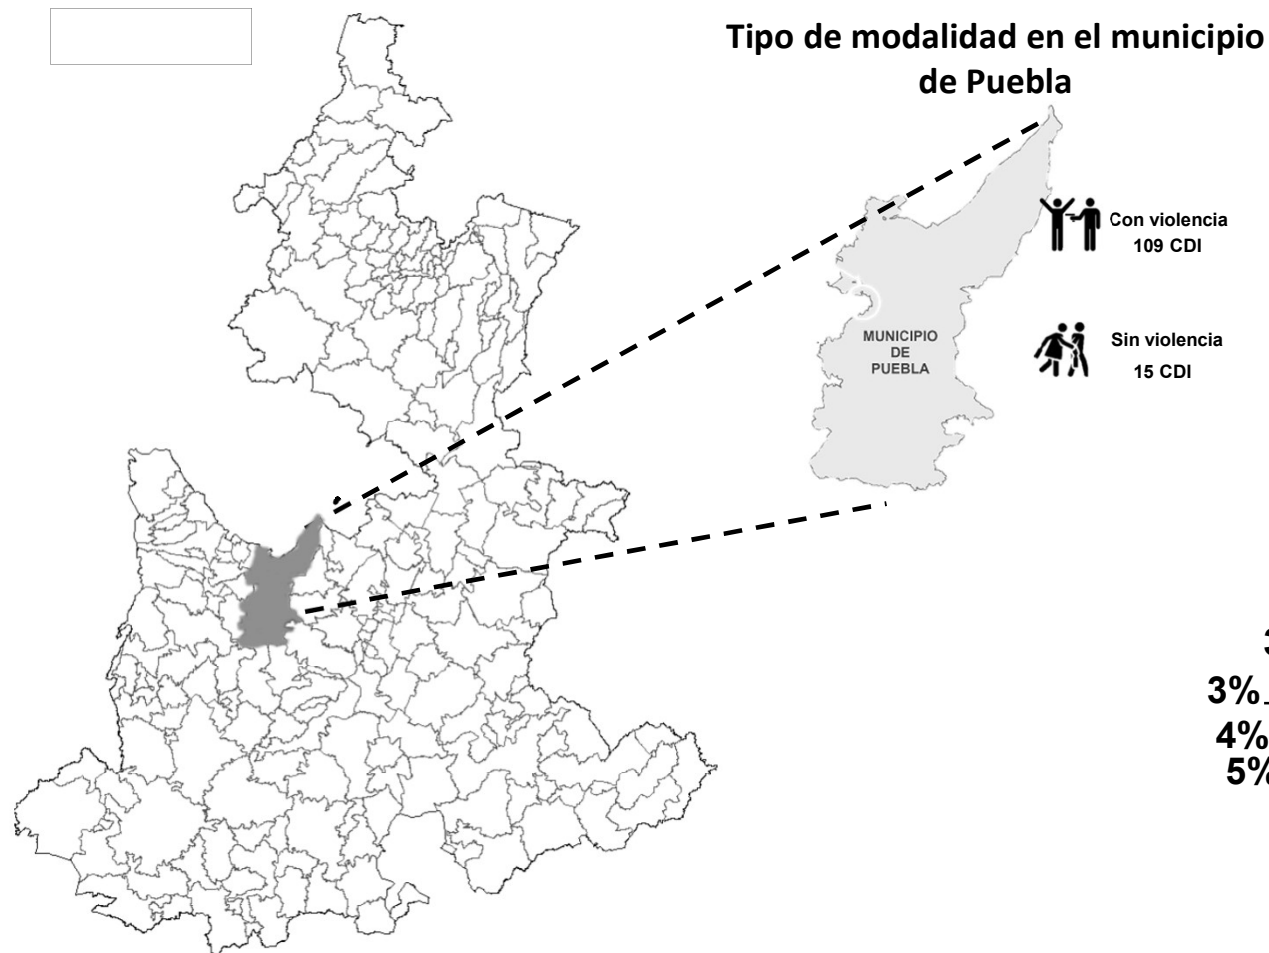 Tipo de modalidad en el municipio
de Puebla
Con violencia
109 CDI
MUNICIPIO
DE
PUEBLA
Sin violencia
15 CDI
3%
4%
5%